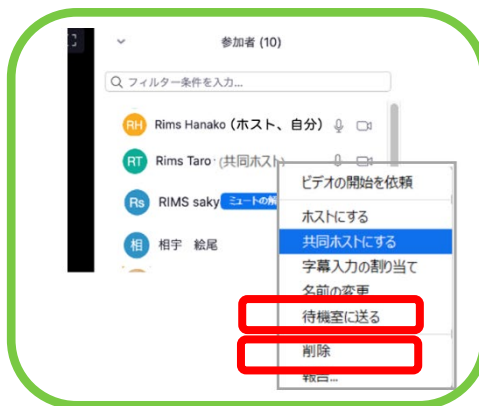 参加者 (10)
フィルター条件を入力...
RH Rims Hanako (ホスト、自分)
RT Rims Taro (共同ホスト)
Rs RIMS saky ミュートの解
相 相宇 絵尾
ビデオの開始を依頼
ホストにする
共同ホストにする
字幕入力の割り当て
名前の変更
待機室に送る
削除
報告...